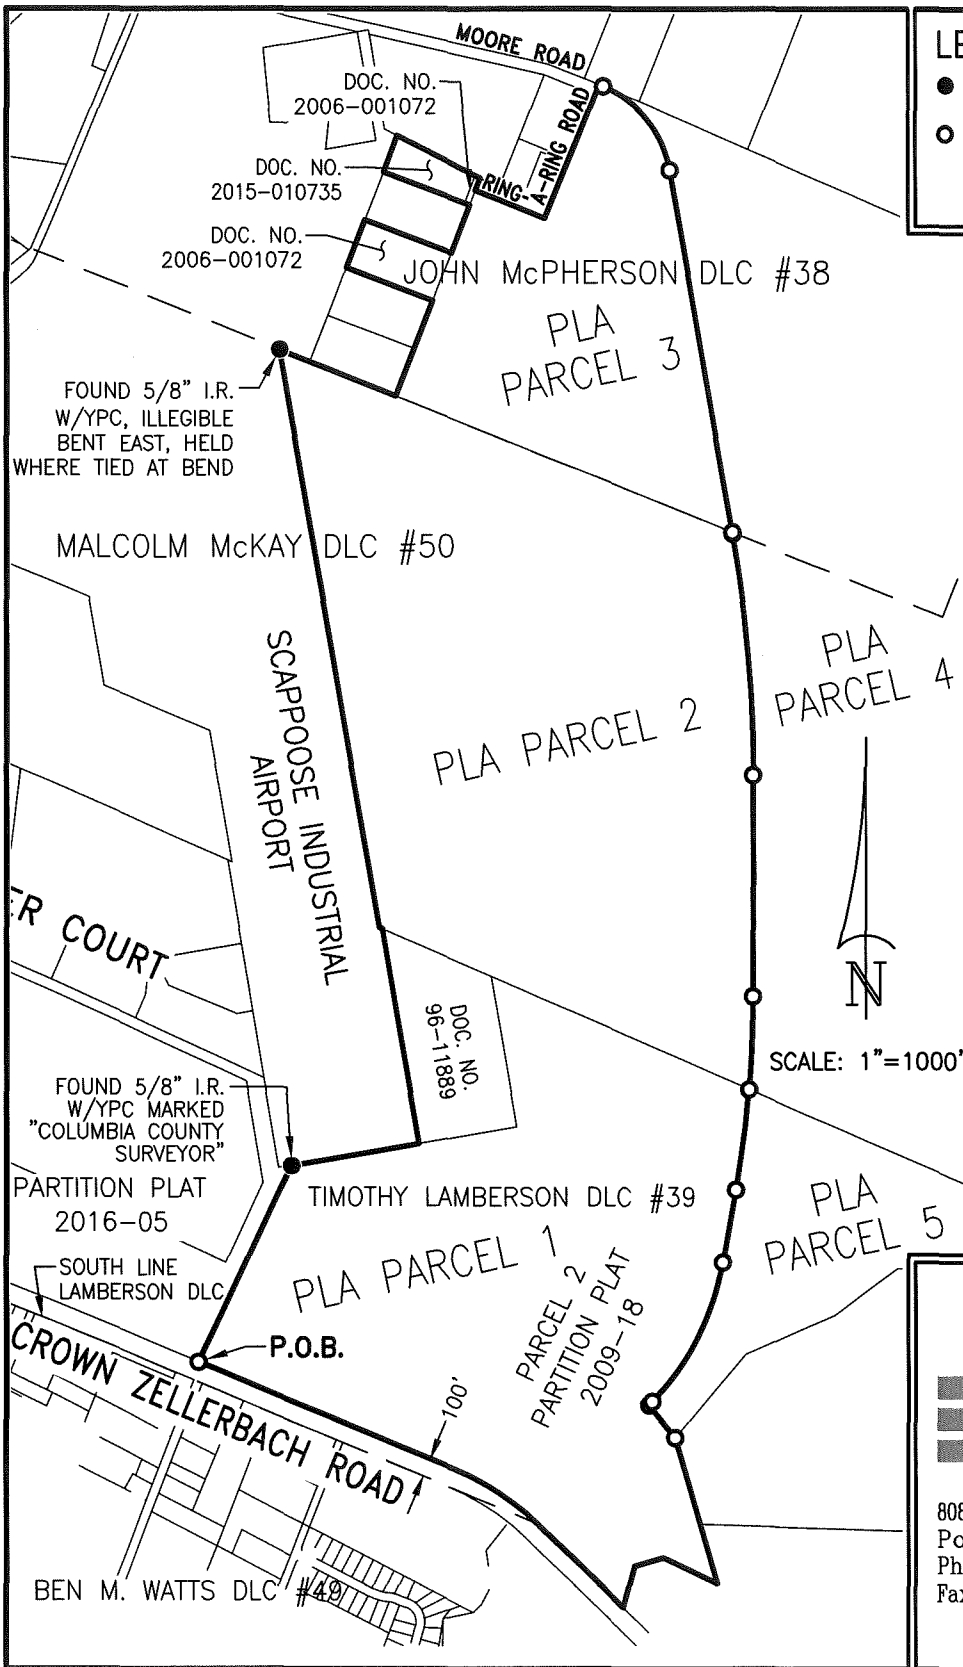 MOORE ROAD
LE
DOC. NO.
2006-001072
DOC. NO.
2015-010735
DOC. NO.
2006-001072
RING-A-RING ROAD
JOHN McPHERSON DLC #38
PLA
PARCEL 3
FOUND 5/8" I.R.
W/YPC, ILLEGIBLE
BENT EAST, HELD
WHERE TIED AT BEND
MALCOLM McKAY DLC #50
SCAPPOOSE INDUSTRIAL
AIRPORT
PLA PARCEL 2
PLA
PARCEL 4
N
SCALE: 1"=1000'
ER COURT
DOC. NO.
96-11889
FOUND 5/8" I.R.
W/YPC MARKED
"COLUMBIA COUNTY
SURVEYOR"
PARTITION PLAT
2016-05
TIMOTHY LAMBERSON DLC #39
PLA
PARCEL 5
SOUTH LINE
LAMBERSON DLC
PLA PARCEL 1
PARCEL 2
PARTITION PLAT
2009-18
P.O.B.
100'
CROWN ZELLERBACH ROAD
BEN M. WATTS DLC #49
808
Po
Ph
Fax